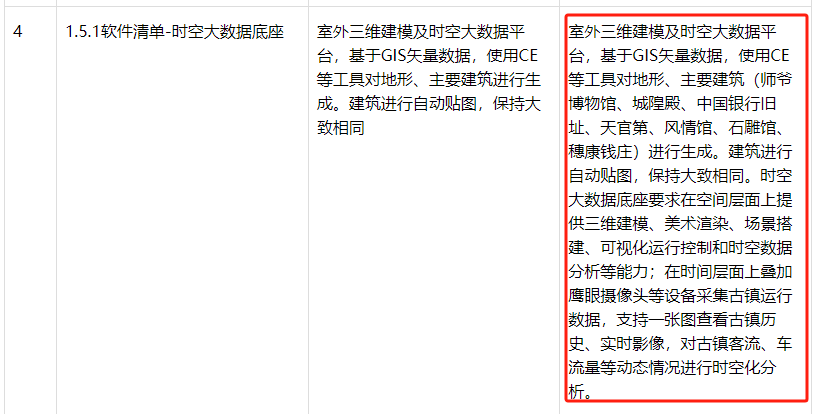 4
1.5.1软件清单-时空大数据底座
室外三维建模及时空大数据平
台，基于GIS矢量数据，使用CE
等工具对地形、主要建筑进行生
成。建筑进行自动贴图，保持大
致相同
室外三维建模及时空大数据平
台，基于GIS矢量数据，使用CE
等工具对地形、主要建筑（师爷
博物馆、城隍殿、中国银行旧
址、天官第、风情馆、石雕馆、
穗康钱庄）进行生成。建筑进行
自动贴图，保持大致相同。时空
大数据底座要求在空间层面上提
供三维建模、美术渲染、场景搭
建、可视化运行控制和时空数据
分析等能力；在时间层面上叠加
鹰眼摄像头等设备采集古镇运行
数据，支持一张图查看古镇历
史、实时影像，对古镇客流、车
流量等动态情况进行时空化分
析。